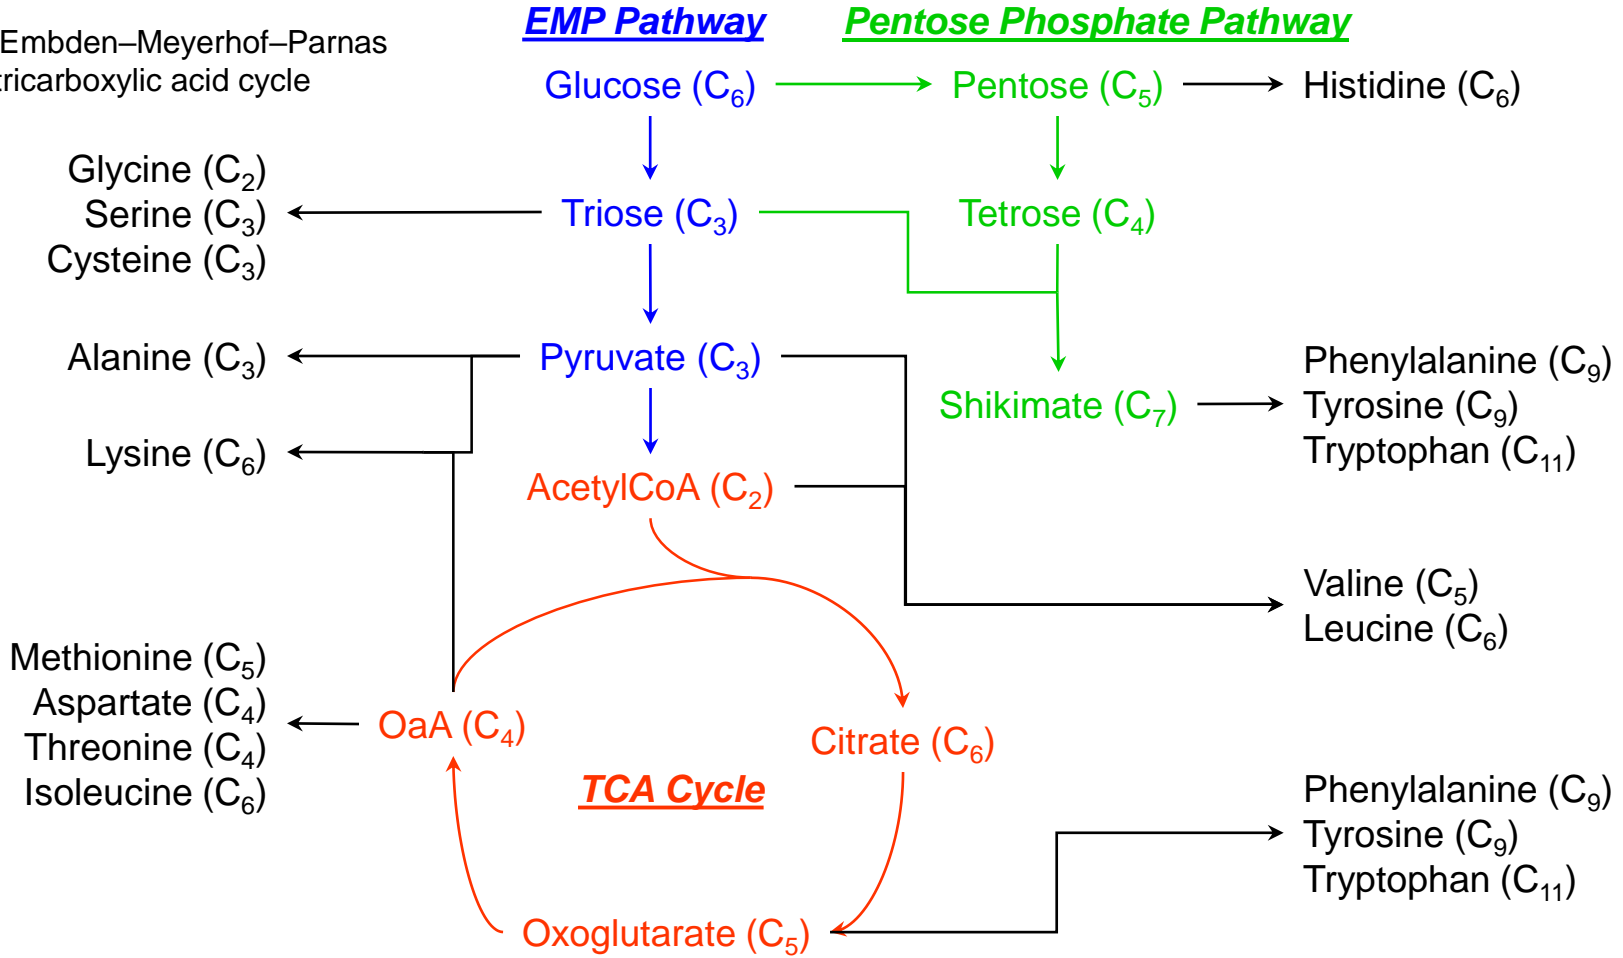 Embden–Meyerhof–Parnas
tricarboxylic acid cycle
EMP Pathway
Pentose Phosphate Pathway
Glucose (C₆)
Pentose (C₅)
Histidine (C₆)
Glycine (C₂)
Serine (C₃)
Cysteine (C₃)
Triose (C₃)
Tetrose (C₄)
Alanine (C₃)
Pyruvate (C₃)
Shikimate (C₇)
Phenylalanine (C₉)
Tyrosine (C₉)
Tryptophan (C₁₁)
Lysine (C₆)
AcetylCoA (C₂)
Valine (C₅)
Leucine (C₆)
Methionine (C₅)
Aspartate (C₄)
Threonine (C₄)
Isoleucine (C₆)
OaA (C₄)
Citrate (C₆)
TCA Cycle
Phenylalanine (C₉)
Tyrosine (C₉)
Tryptophan (C₁₁)
Oxoglutarate (C₅)